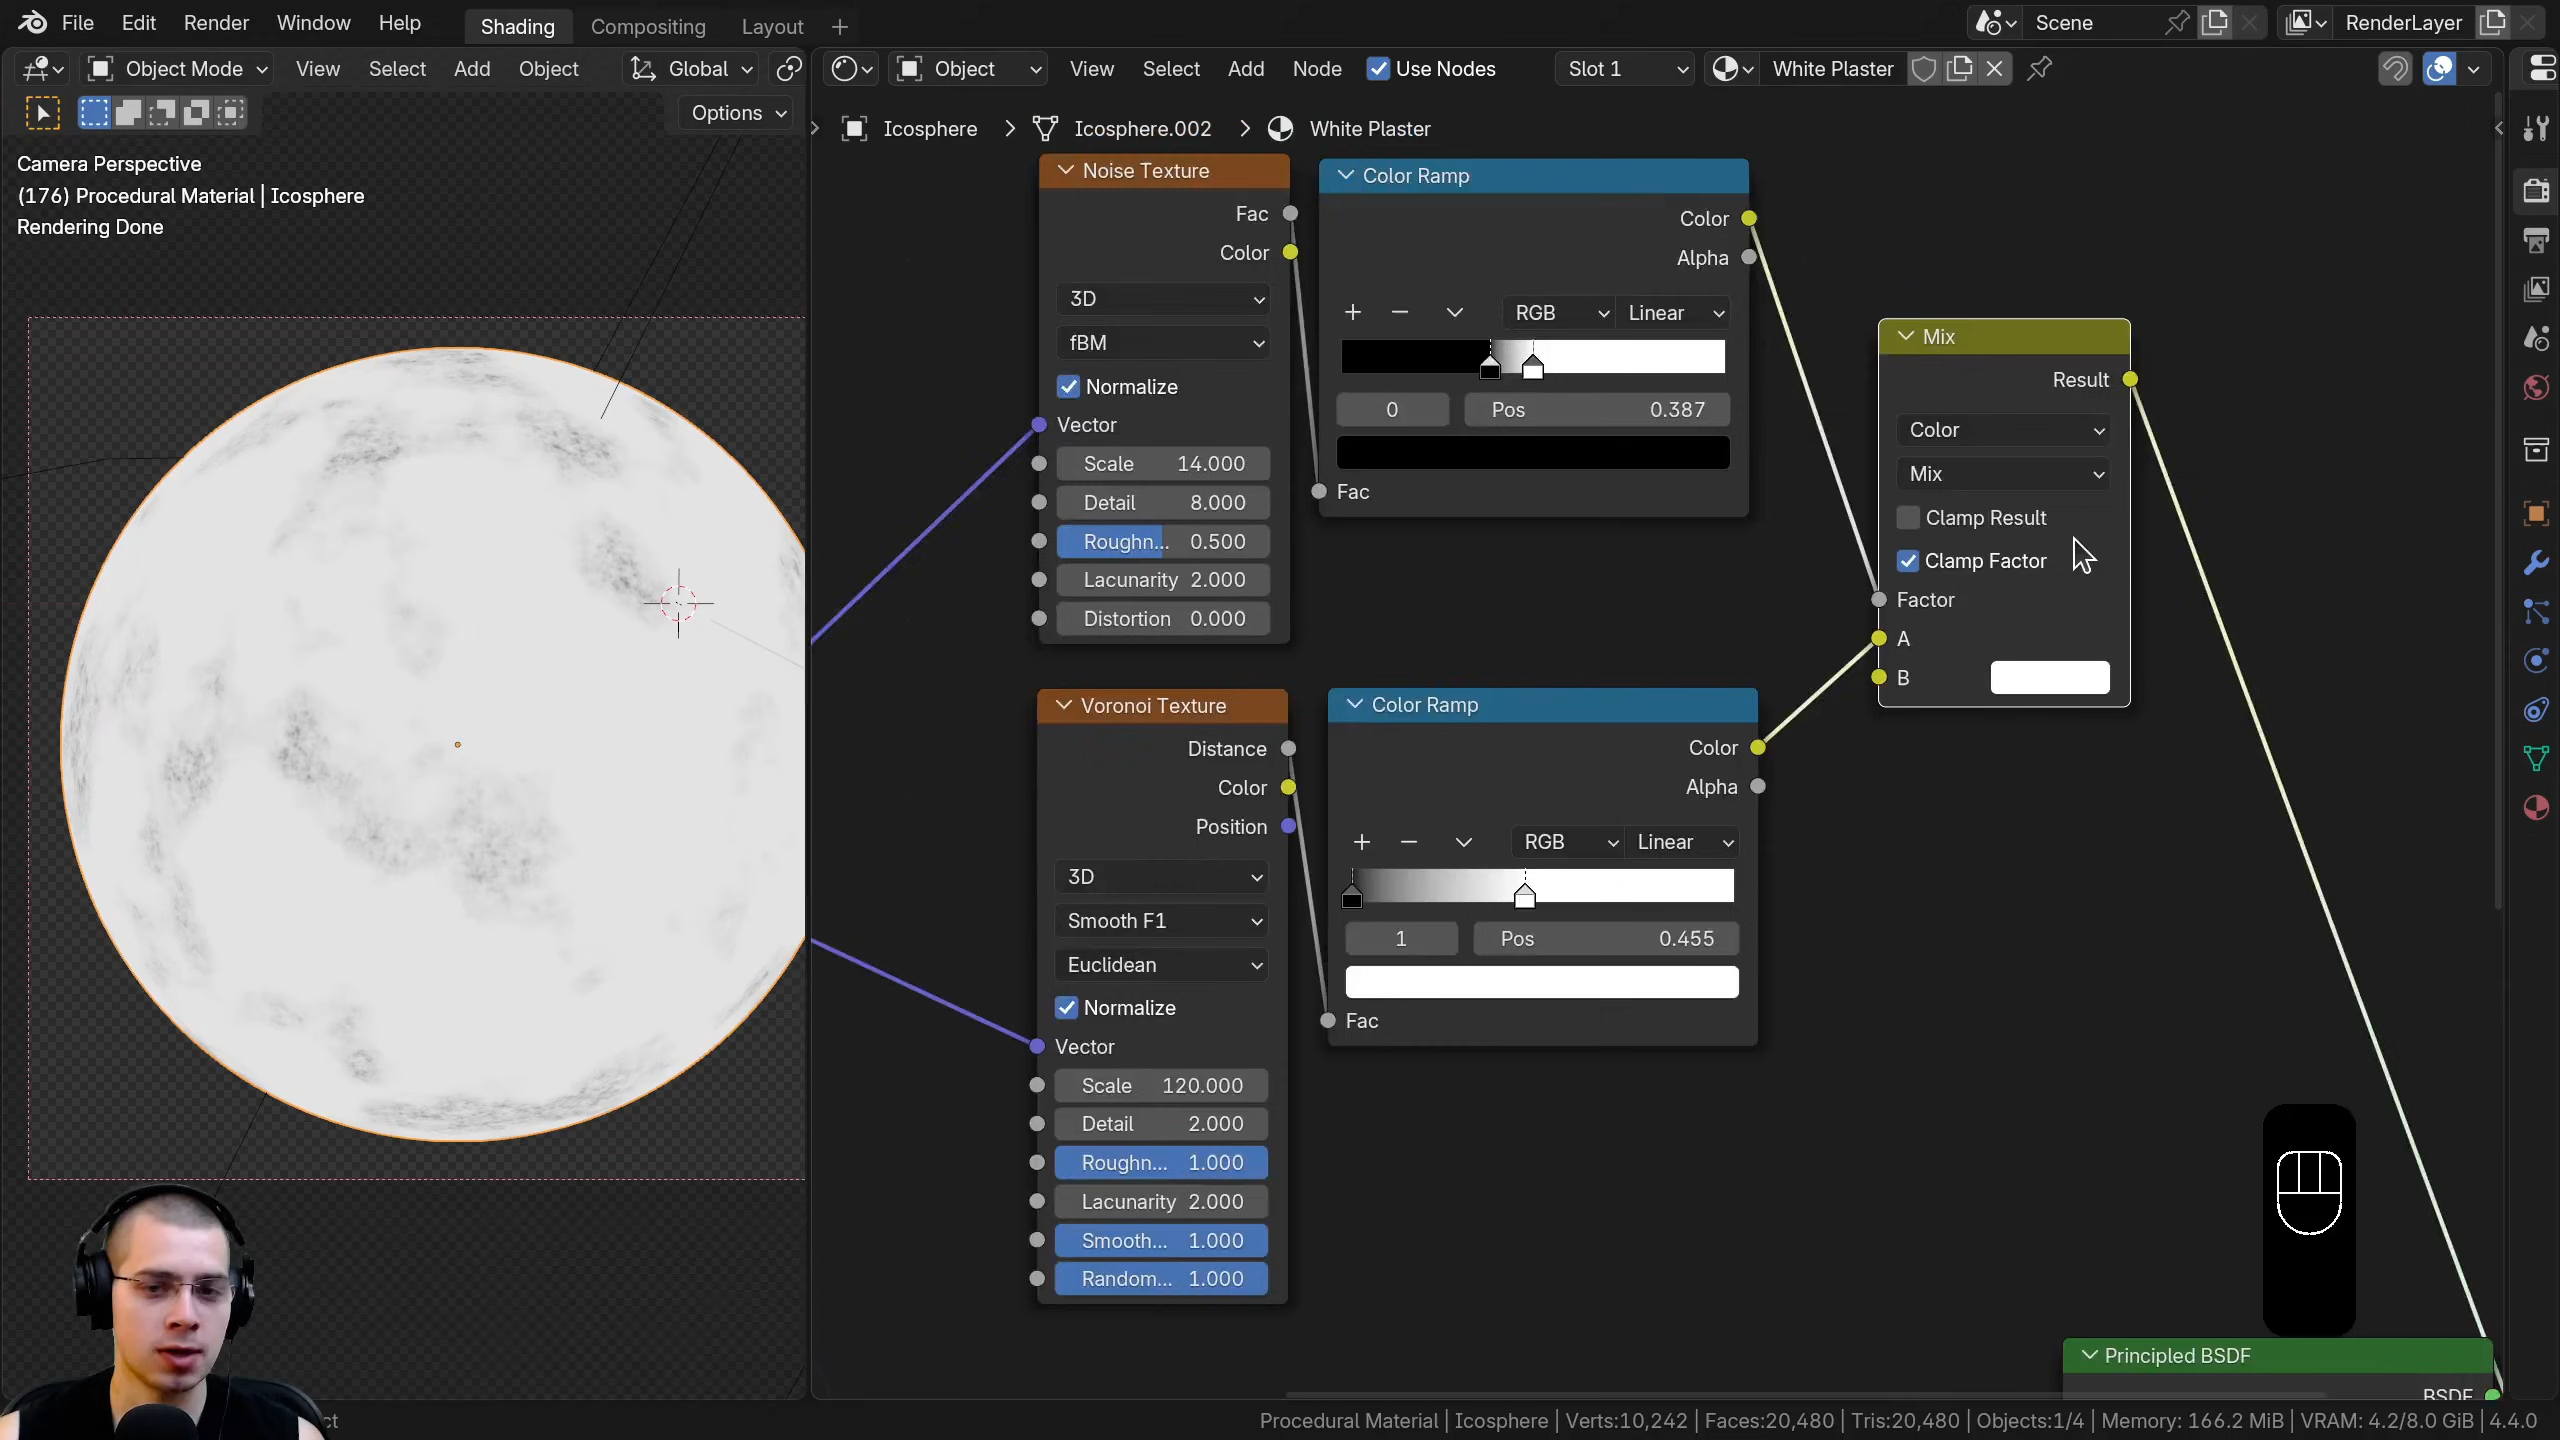 File Edit Render Window Help Shading Compositing Layout + Scene RenderLayer
Object Mode View Select Add Object Global Object View Select Add Node Use Nodes Slot 1 White Plaster
Options
Icosphere > Icosphere.002 > White Plaster
Camera Perspective
(176) Procedural Material | Icosphere
Rendering Done
Noise Texture
Fac
Color
3D
fBM
Normalize
Vector
Scale 14.000
Detail 8.000
Roughn... 0.500
Lacunarity 2.000
Distortion 0.000
Color Ramp
Color
Alpha
RGB Linear
0 Pos 0.387
Fac
Mix
Result
Color
Mix
Clamp Result
Clamp Factor
Factor
A
B
Voronoi Texture
Distance
Color
Position
3D
Smooth F1
Euclidean
Normalize
Vector
Scale 120.000
Detail 2.000
Roughn... 1.000
Lacunarity 2.000
Smooth... 1.000
Random... 1.000
Color Ramp
Color
Alpha
RGB Linear
1 Pos 0.455
Fac
Principled BSDF
BSDF
Procedural Material | Icosphere | Verts:10,242 | Faces:20,480 | Tris:20,480 | Objects:1/4 | Memory: 166.2 MiB | VRAM: 4.2/8.0 GiB | 4.4.0